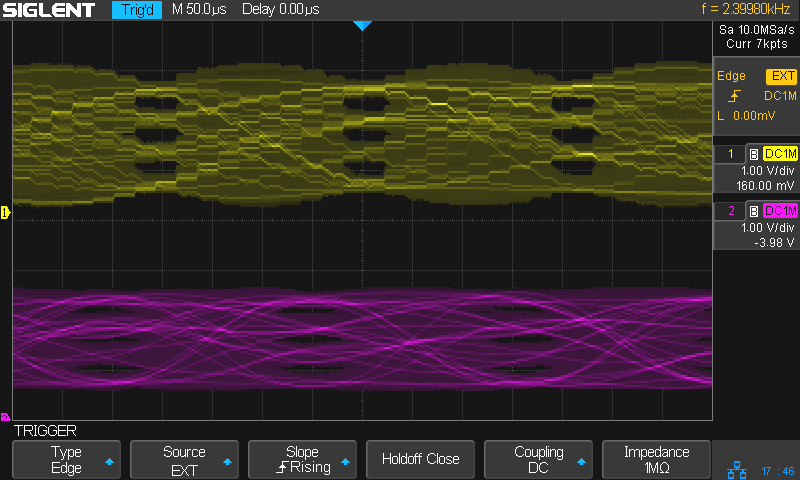 SIGLENT Trig'd M 50.0µs Delay 0.00µs f = 2.39980kHz
Sa 10.0MSa/s
Curr 7kpts
Edge EXT
DC1M
L 0.00mV
1 B DC1M
1.00 V/div
160.00 mV
2 B DC1M
1.00 V/div
-3.98 V
1
2
TRIGGER
Type
Edge
Source
EXT
Slope
Rising
Holdoff Close
Coupling
DC
Impedance
1MΩ
17 : 46